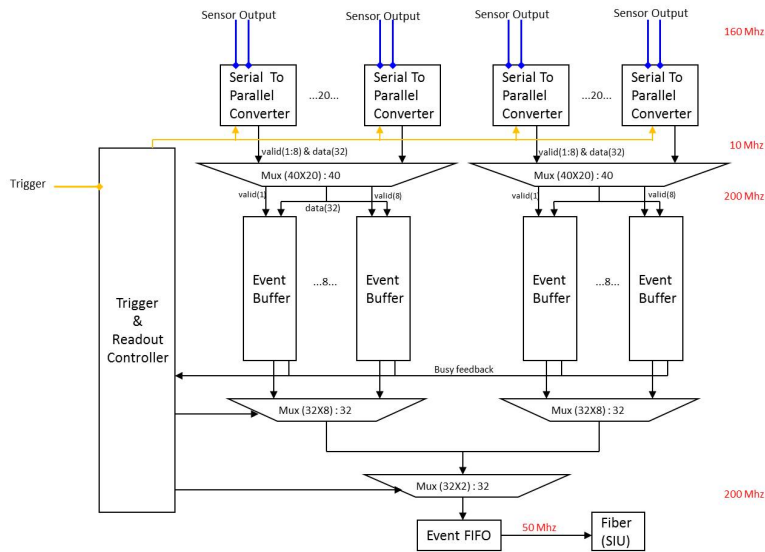 Sensor Output
Sensor Output
Sensor Output
Sensor Output
160 Mhz
Serial To
Parallel
Converter
...20...
Serial To
Parallel
Converter
Serial To
Parallel
Converter
...20...
Serial To
Parallel
Converter
10 Mhz
valid(1:8) & data(32)
valid(1:8) & data(32)
Trigger
Mux (40X20) : 40
Mux (40X20) : 40
200 Mhz
valid(1)
valid(8)
data(32)
valid(1)
valid(8)
Event
Buffer
...8...
Event
Buffer
Event
Buffer
...8...
Event
Buffer
Trigger
&
Readout
Controller
Busy feedback
Mux (32X8) : 32
Mux (32X8) : 32
Mux (32X2) : 32
200 Mhz
Event FIFO
50 Mhz
Fiber
(SIU)